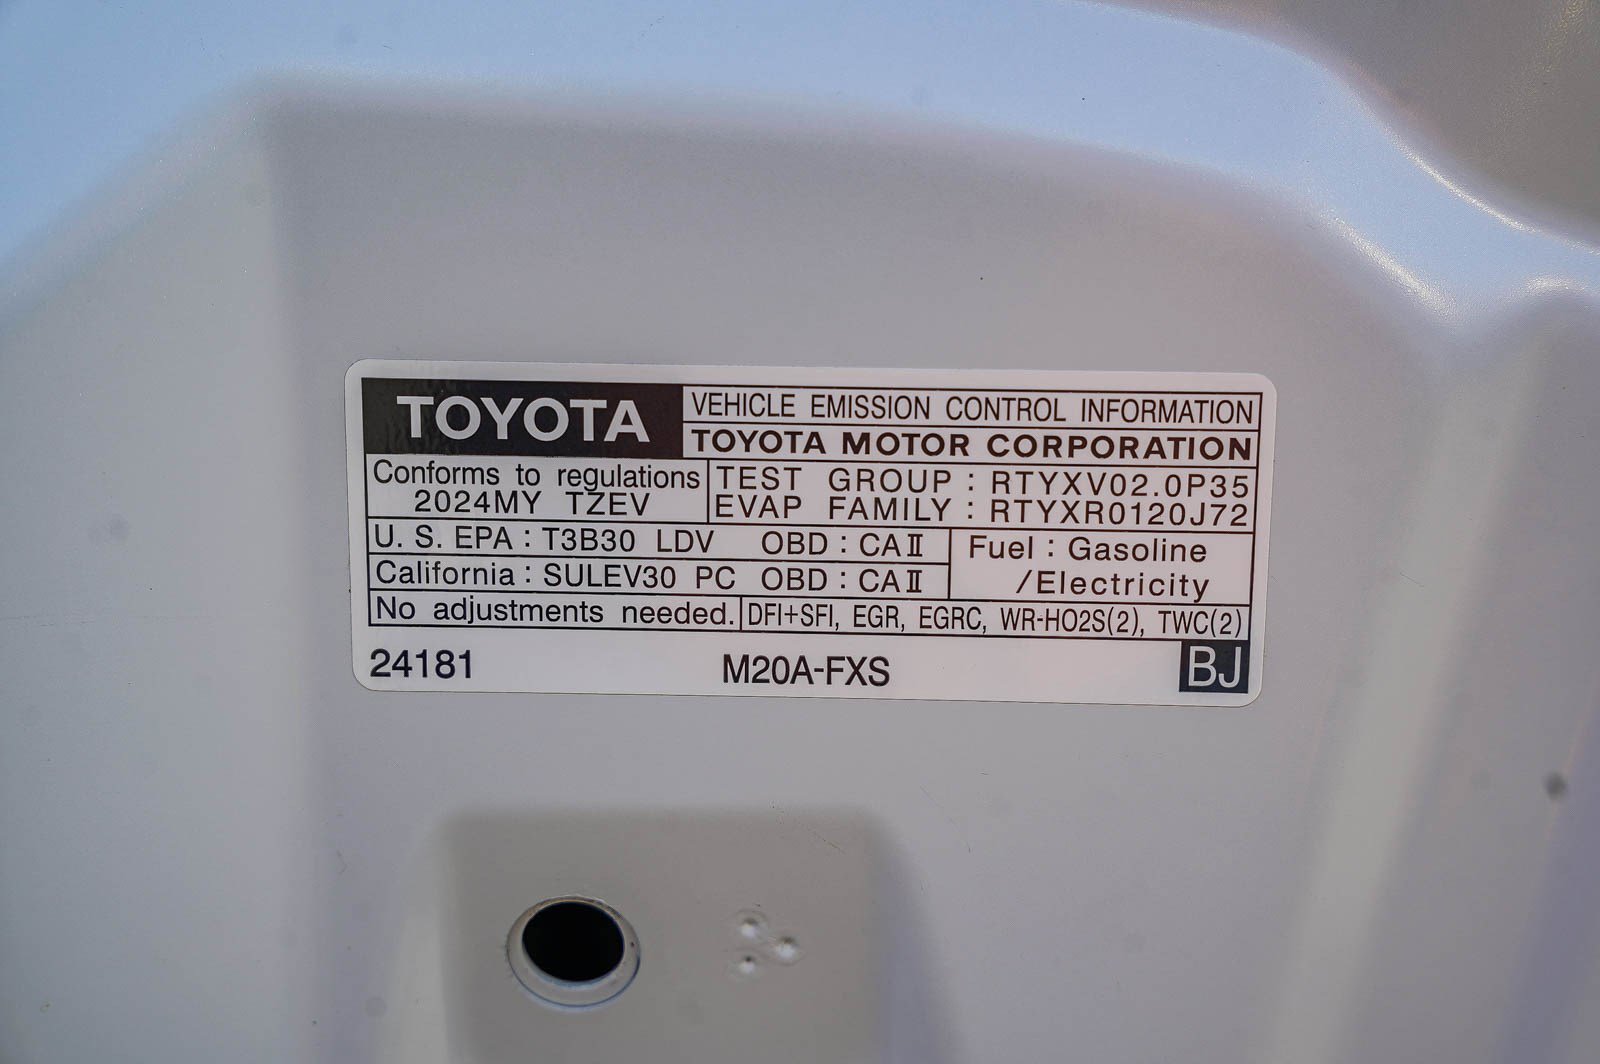 TOYOTA
VEHICLE EMISSION CONTROL INFORMATION
TOYOTA MOTOR CORPORATION
Conforms to regulations
2024MY TZEV
TEST GROUP : RTYXV02.0P35
EVAP FAMILY : RTYXR0120J72
U. S. EPA : T3B30 LDV OBD : CAⅡ
California : SULEV30 PC OBD : CAⅡ
Fuel : Gasoline
/Electricity
No adjustments needed.
DFI+SFI, EGR, EGRC, WR-HO2S(2), TWC(2)
24181
M20A-FXS
BJ